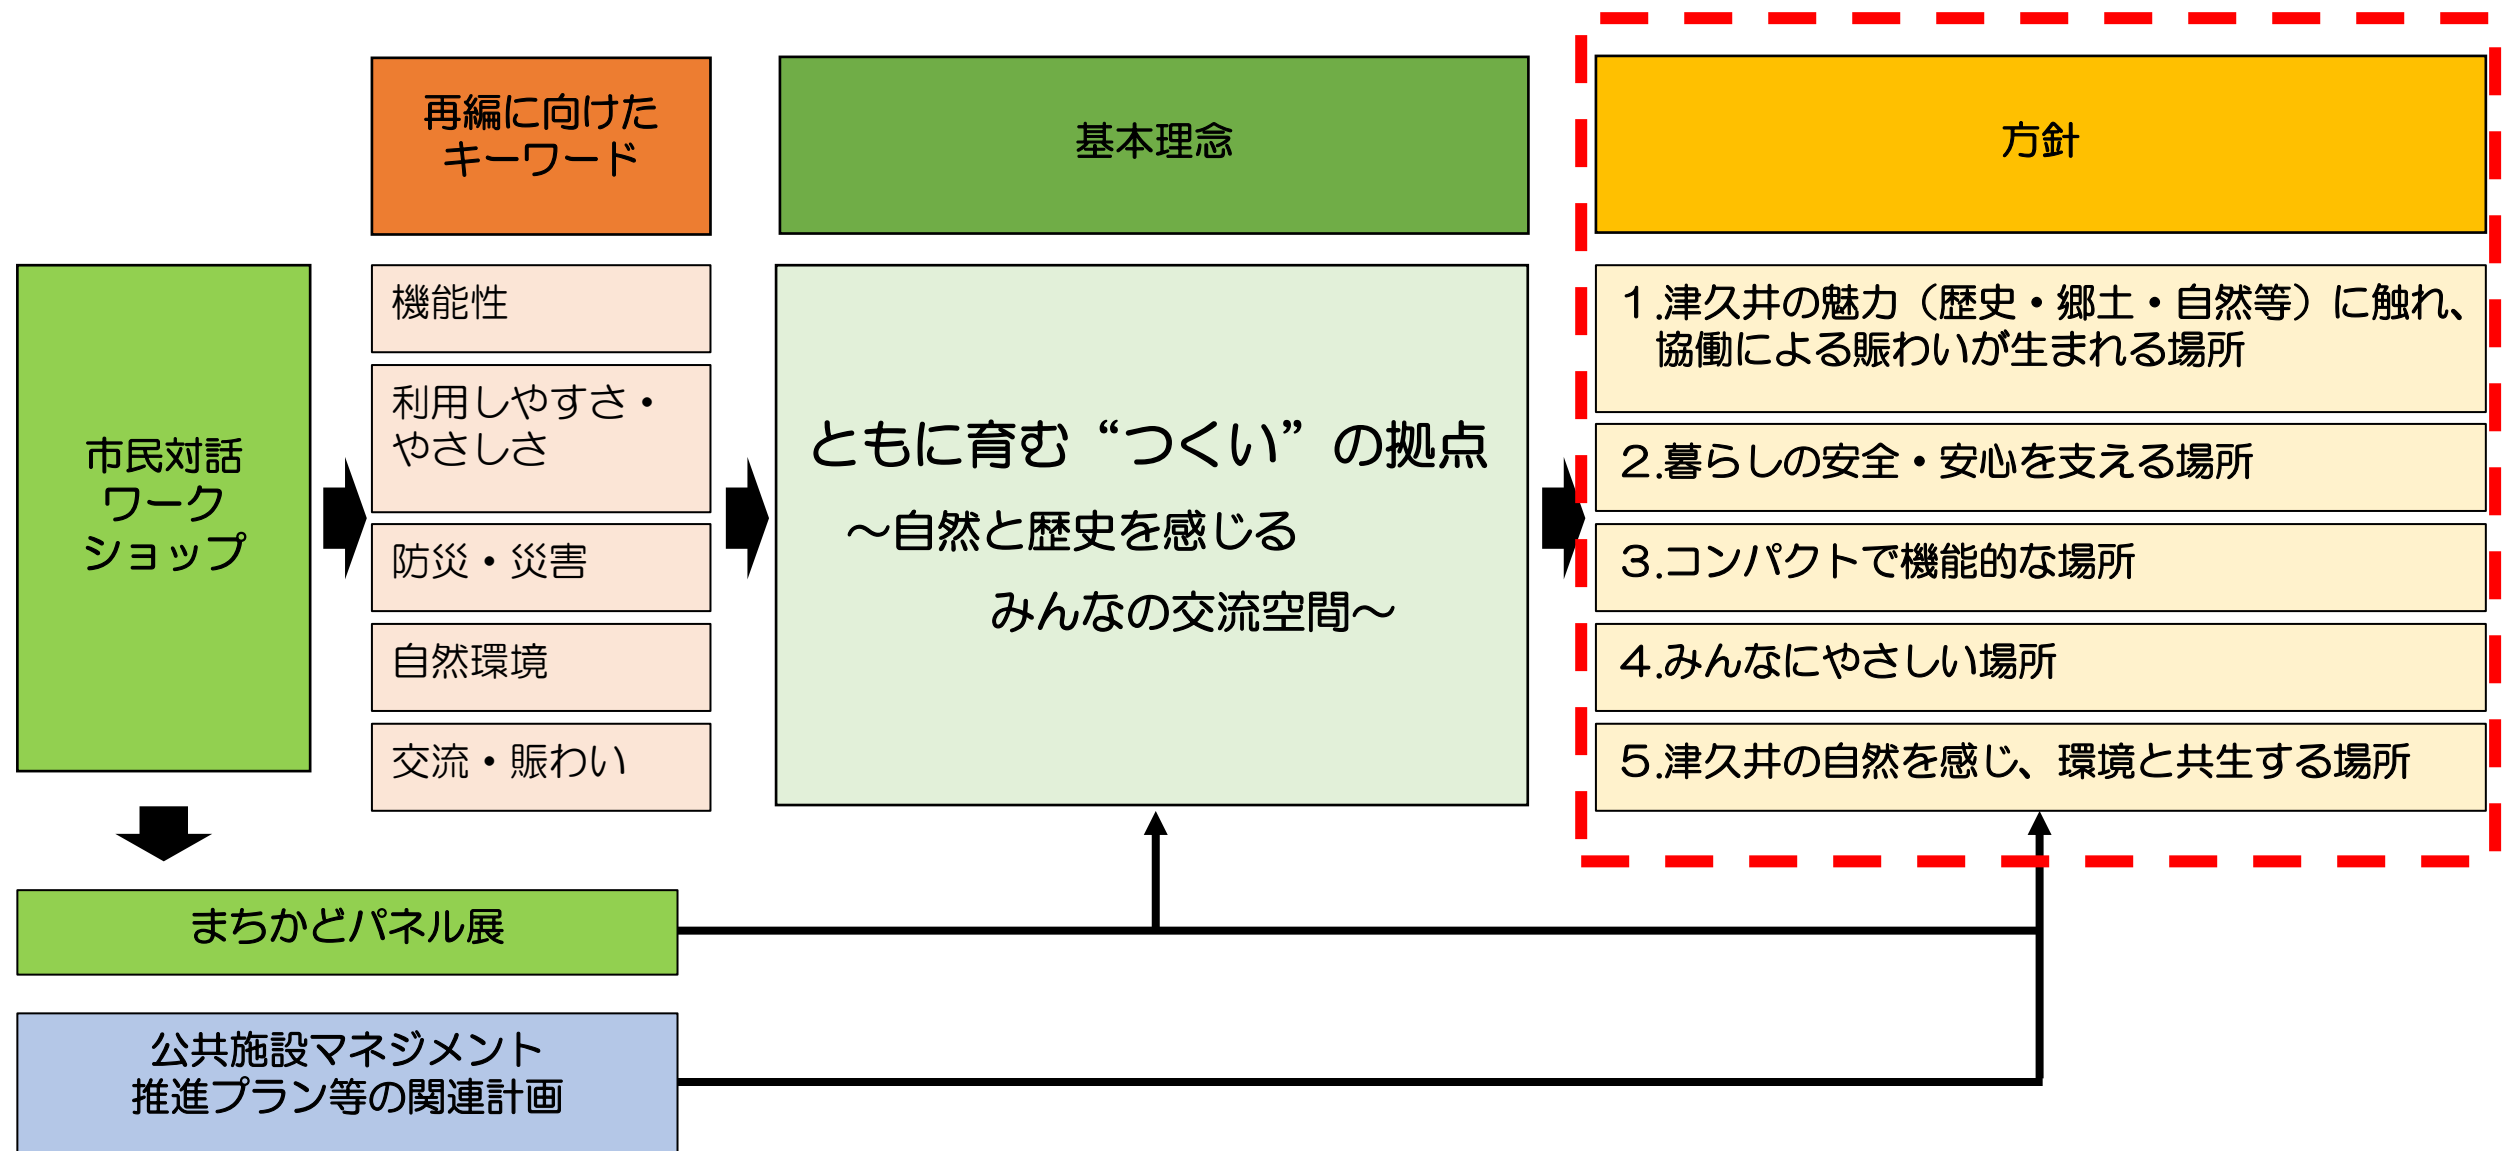 再編に向けた
キーワード
基本理念
方針
市民対話
ワーク
ショップ
機能性
利用しやすさ・
やさしさ
防災・災害
自然環境
交流・賑わい
ともに育む“つくい”の拠点
～自然と歴史を感じる
みんなの交流空間～
1.津久井の魅力（歴史・郷土・自然等）に触れ、
協働による賑わいが生まれる場所
2.暮らしの安全・安心を支える場所
3.コンパクトで機能的な場所
4.みんなにやさしい場所
5.津久井の自然を感じ、環境と共生する場所
まちかどパネル展
公共施設マネジメント
推進プラン等の関連計画